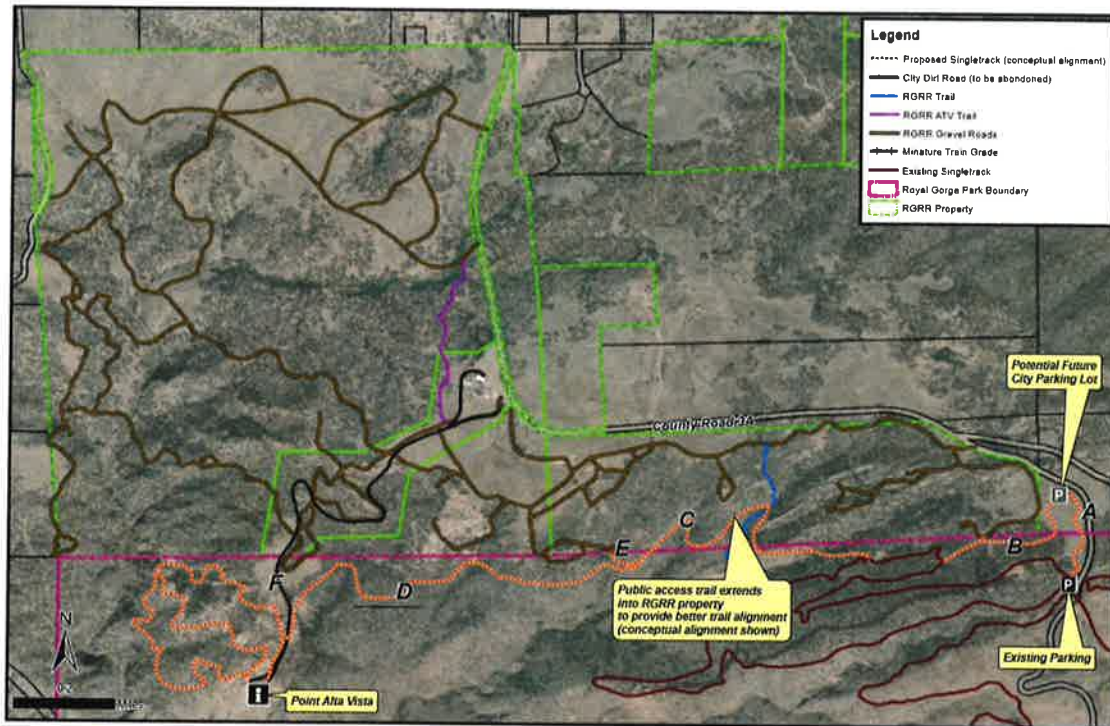 Legend
Proposed Singletrack (conceptual alignment)
City Dirt Road (to be abandoned)
RGRR Trail
RGRR ATV Trail
RGRR Gravel Roads
Minature Train Grade
Existing Singletrack
Royal Gorge Park Boundary
RGRR Property
Potential Future
City Parking Lot
County Road 3A
P
A
C
B
E
P
F
D
Public access trail extends
into RGRR property
to provide better trail alignment
(conceptual alignment shown)
N
Existing Parking
i
Point Alta Vista